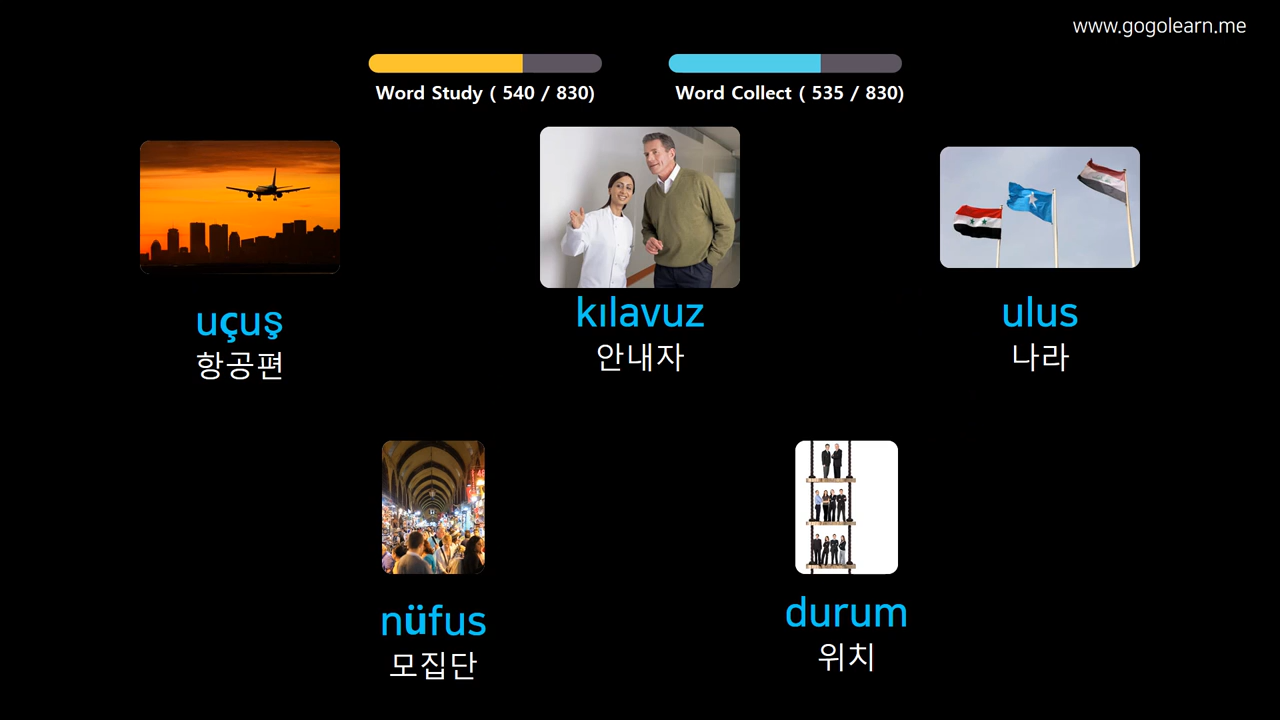 www.gogolearn.me
Word Study ( 540 / 830)
Word Collect ( 535 / 830)
uçuş
항공편
kılavuz
안내자
ulus
나라
nüfus
모집단
durum
위치